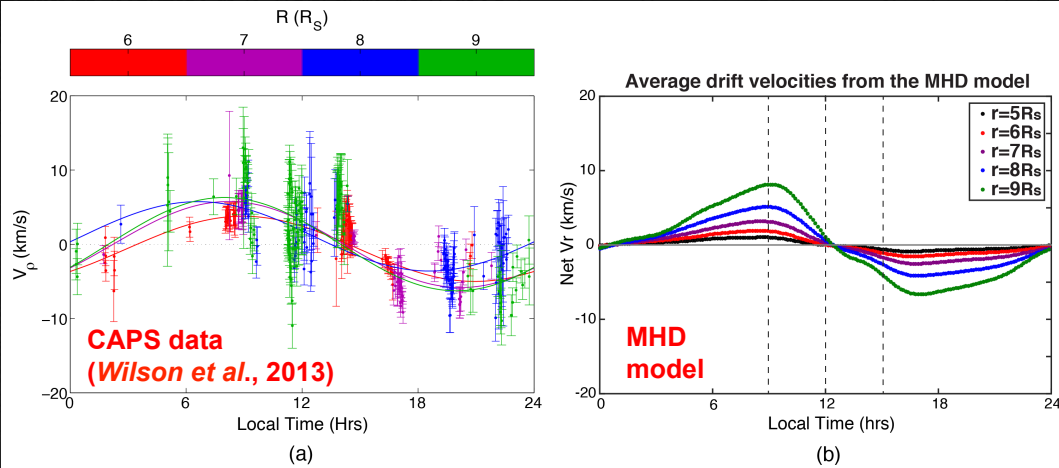 R (R_S)
6 7 8 9
20
10
0
−10
−20
V_ρ (km/s)
CAPS data
(Wilson et al., 2013)
0 6 12 18 24
Local Time (Hrs)
(a)
Average drift velocities from the MHD model
20
10
0
-10
-20
Net Vr (km/s)
r=5Rs
r=6Rs
r=7Rs
r=8Rs
r=9Rs
MHD
model
0 6 12 18 24
Local Time (hrs)
(b)